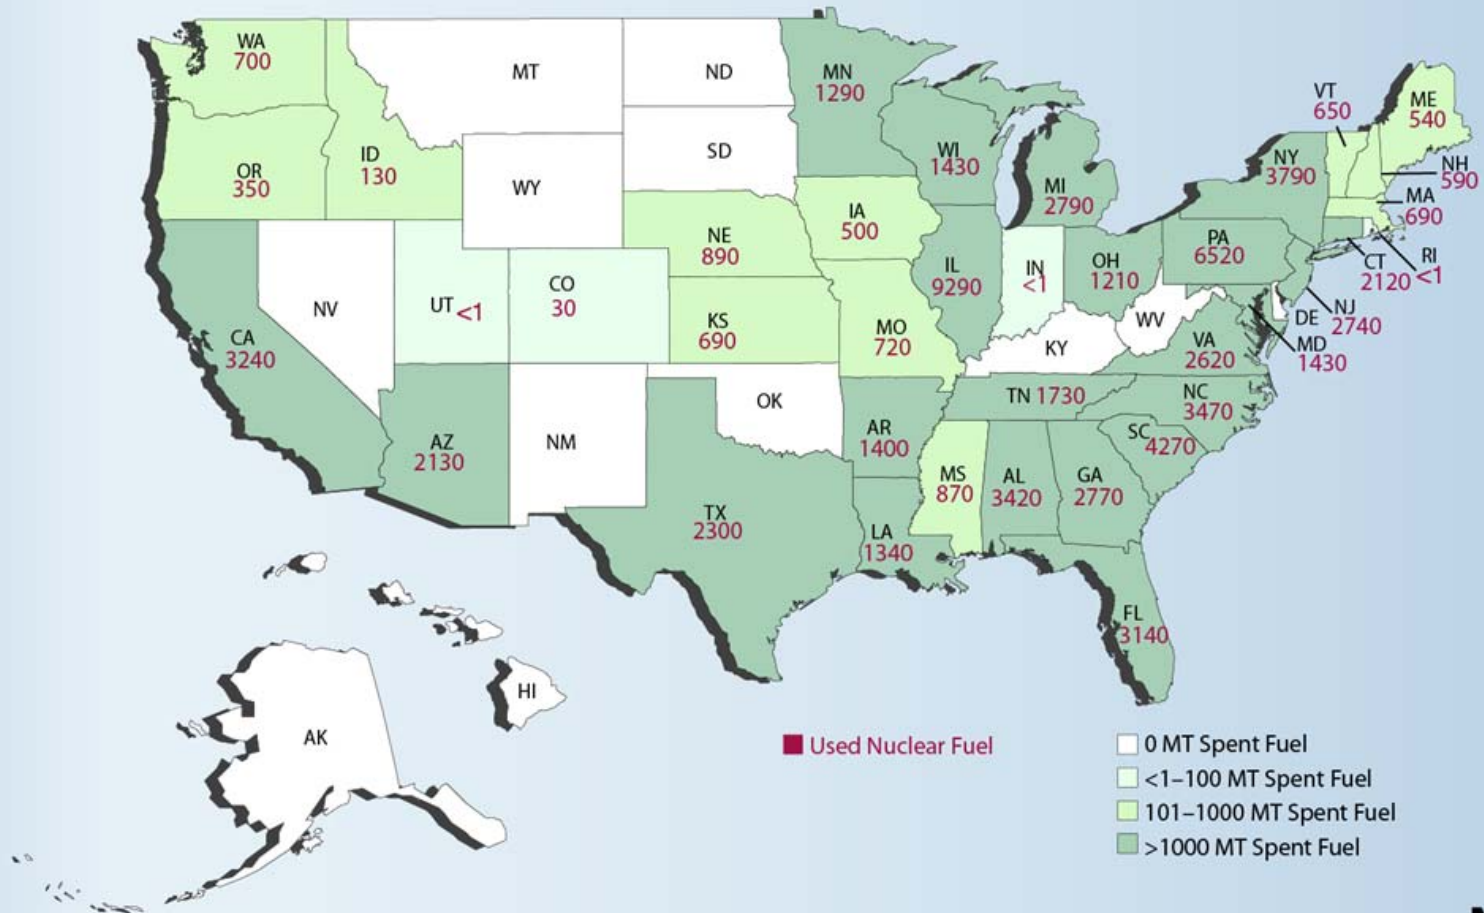 WA
700
MT
ND
MN
1290
VT
650
ME
540
OR
350
ID
130
SD
WI
1430
MI
2790
NY
3790
NH
590
WY
MA
690
NE
890
IA
500
IL
9290
IN
<1
OH
1210
PA
6520
RI
<1
CT
2120
NV
UT <1
CO
30
CA
3240
KS
690
MO
720
KY
WV
VA
2620
DE
NJ
2740
MD
1430
OK
TN 1730
NC
3470
AZ
2130
NM
AR
1400
SC
4270
TX
2300
MS
870
AL
3420
GA
2770
LA
1340
FL
3140
HI
AK
Used Nuclear Fuel
0 MT Spent Fuel
<1–100 MT Spent Fuel
101–1000 MT Spent Fuel
>1000 MT Spent Fuel